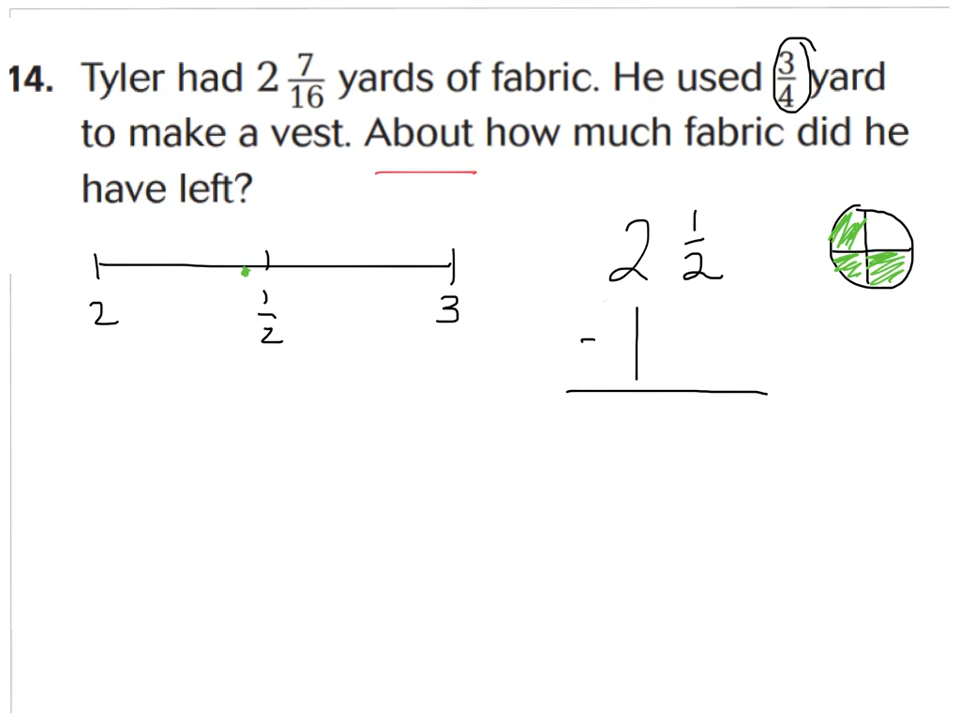 14. Tyler had 2 7/16 yards of fabric. He used 3/4 yard
to make a vest. About how much fabric did he
have left?
2 1/2 3
2 1/2
- 1